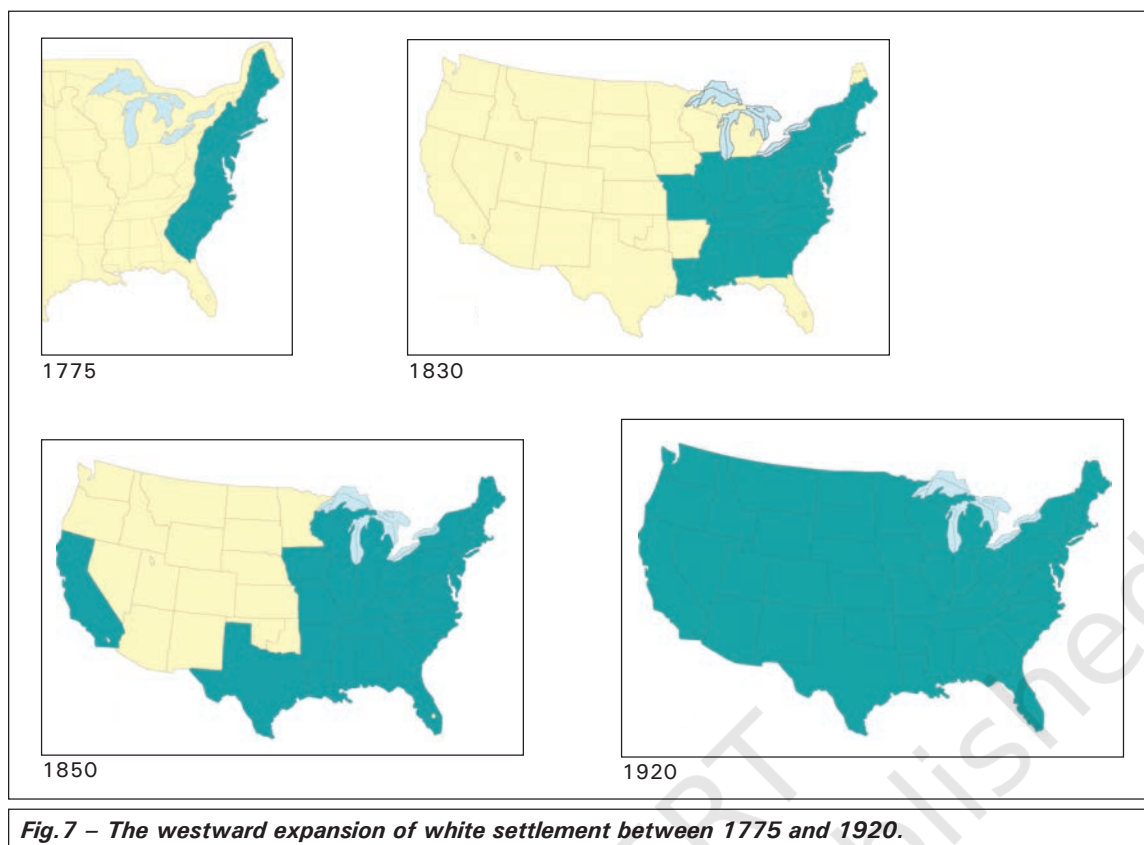 1775
1830
1850
1920
Fig. 7 – The westward expansion of white settlement between 1775 and 1920.